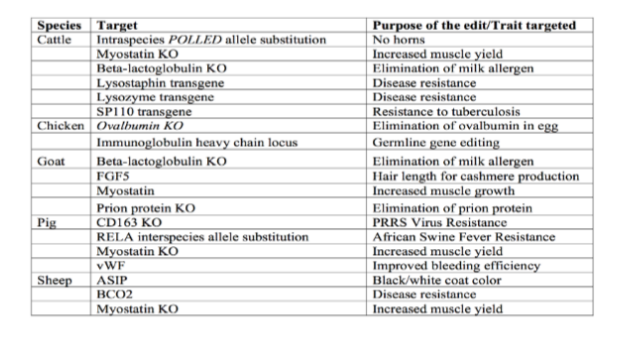 Species Target Purpose of the edit/Trait targeted
Cattle Intraspecies POLLED allele substitution No horns
Myostatin KO Increased muscle yield
Beta-lactoglobulin KO Elimination of milk allergen
Lysostaphin transgene Disease resistance
Lysozyme transgene Disease resistance
SP110 transgene Resistance to tuberculosis
Chicken Ovalbumin KO Elimination of ovalbumin in egg
Immunoglobulin heavy chain locus Germline gene editing
Goat Beta-lactoglobulin KO Elimination of milk allergen
FGF5 Hair length for cashmere production
Myostatin Increased muscle growth
Prion protein KO Elimination of prion protein
Pig CD163 KO PRRS Virus Resistance
RELA interspecies allele substitution African Swine Fever Resistance
Myostatin KO Increased muscle yield
vWF Improved bleeding efficiency
Sheep ASIP Black/white coat color
BCO2 Disease resistance
Myostatin KO Increased muscle yield